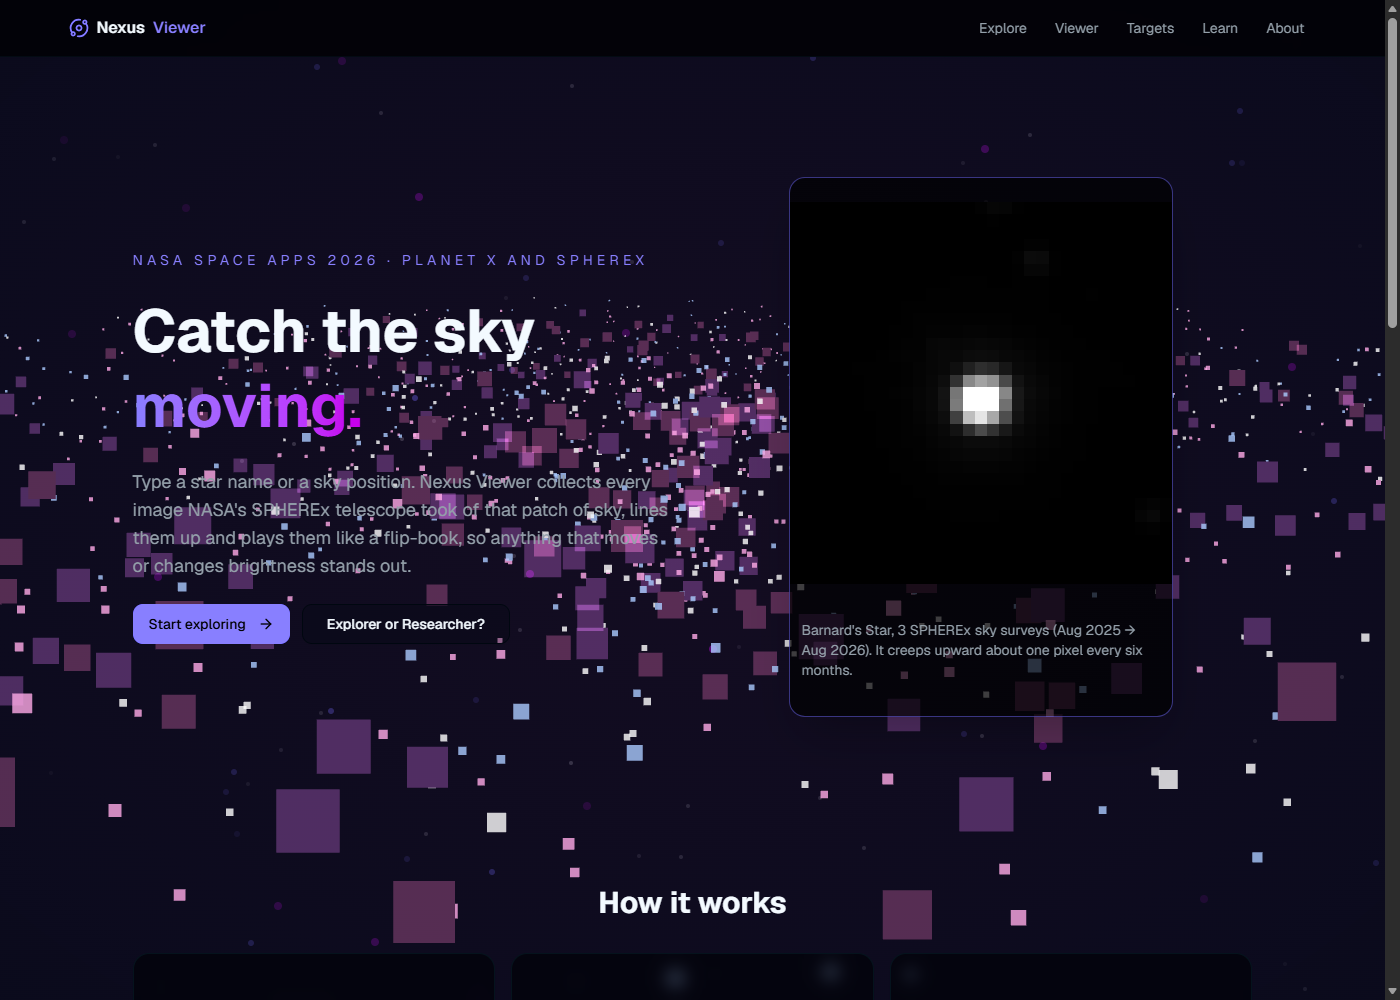 Nexus Viewer
Explore
Viewer
Targets
Learn
About
NASA SPACE APPS 2026 · PLANET X AND SPHEREX
Catch the sky
moving.
Type a star name or a sky position. Nexus Viewer collects every
image NASA's SPHEREx telescope took of that patch of sky, lines
them up and plays them like a flip-book, so anything that moves
or changes brightness stands out.
Start exploring →
Explorer or Researcher?
Barnard's Star, 3 SPHEREx sky surveys (Aug 2025 →
Aug 2026). It creeps upward about one pixel every six
months.
How it works